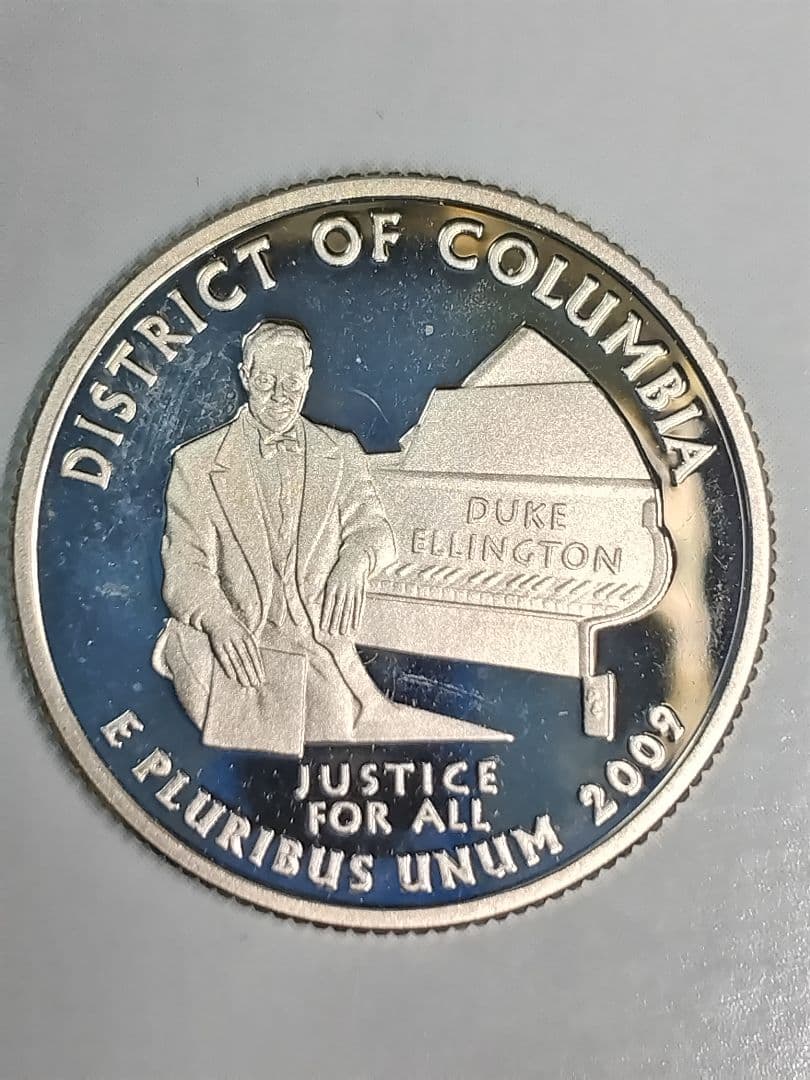 DISTRICT OF COLUMBIA
DUKE
ELLINGTON
JUSTICE
FOR ALL
E PLURIBUS UNUM 2009